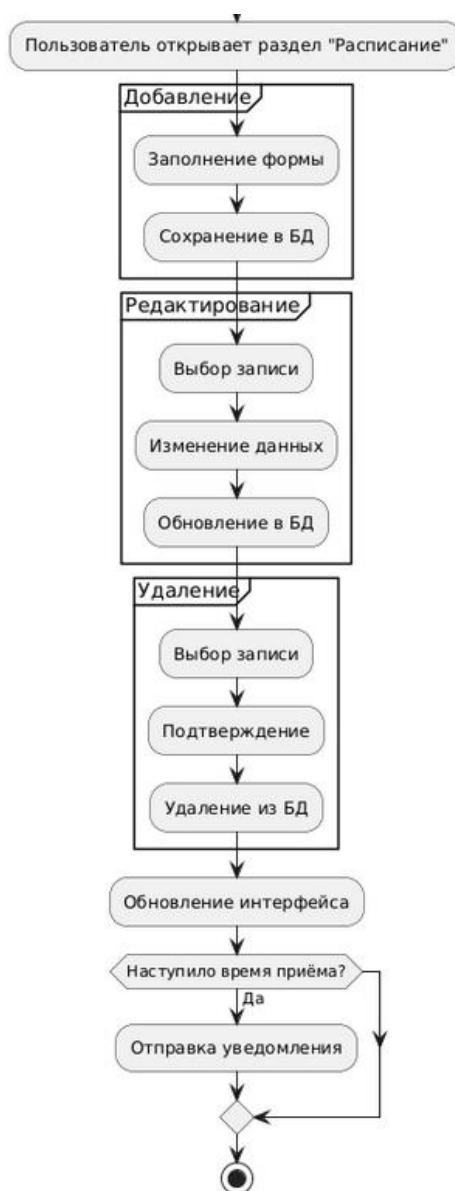 Пользователь открывает раздел "Расписание"
Добавление
Заполнение формы
Сохранение в БД
Редактирование
Выбор записи
Изменение данных
Обновление в БД
Удаление
Выбор записи
Подтверждение
Удаление из БД
Обновление интерфейса
Наступило время приёма?
Да
Отправка уведомления